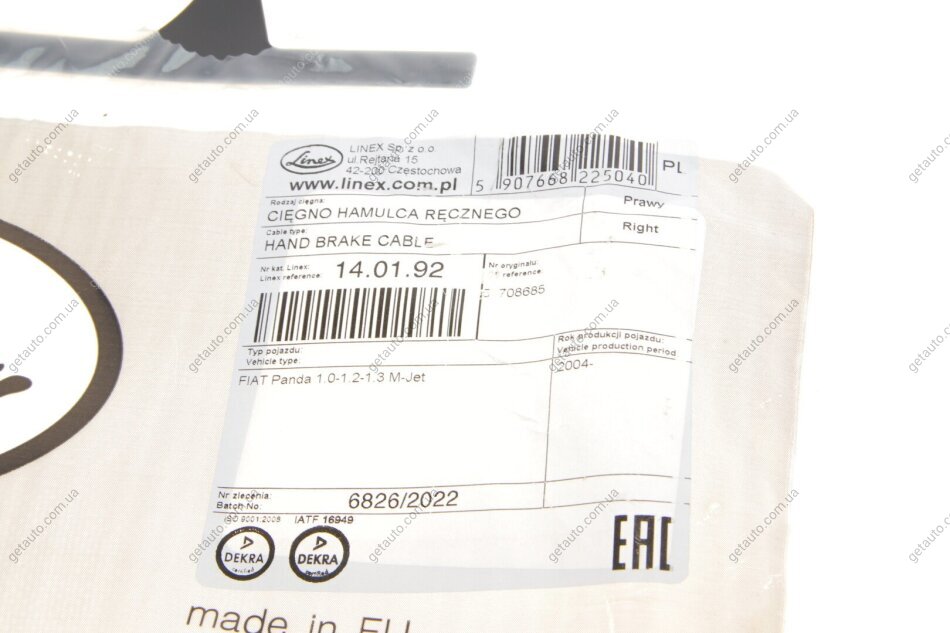 Linex
LINEX Sp. z o.o.
ul.Rejtana 15
42-200 Częstochowa
www.linex.com.pl
5 907668 225040
PL
Rodzaj cięgna:
CIĘGNO HAMULCA RĘCZNEGO
Prawy
Cable type:
HAND BRAKE CABLE
Right
Nr kat. Linex:
Linex reference:
14.01.92
Nr oryginału:
reference
708685
Typ pojazdu:
Vehicle type:
Rok produkcji pojazdu:
Vehicle production period
FIAT Panda 1.0-1.2-1.3 M-Jet
2004-
Nr zlecenia
Batch No.
6826/2022
ISO 9001:2008
IATF 16949
DEKRA
DEKRA
EAC
made in EU
getauto.com.ua